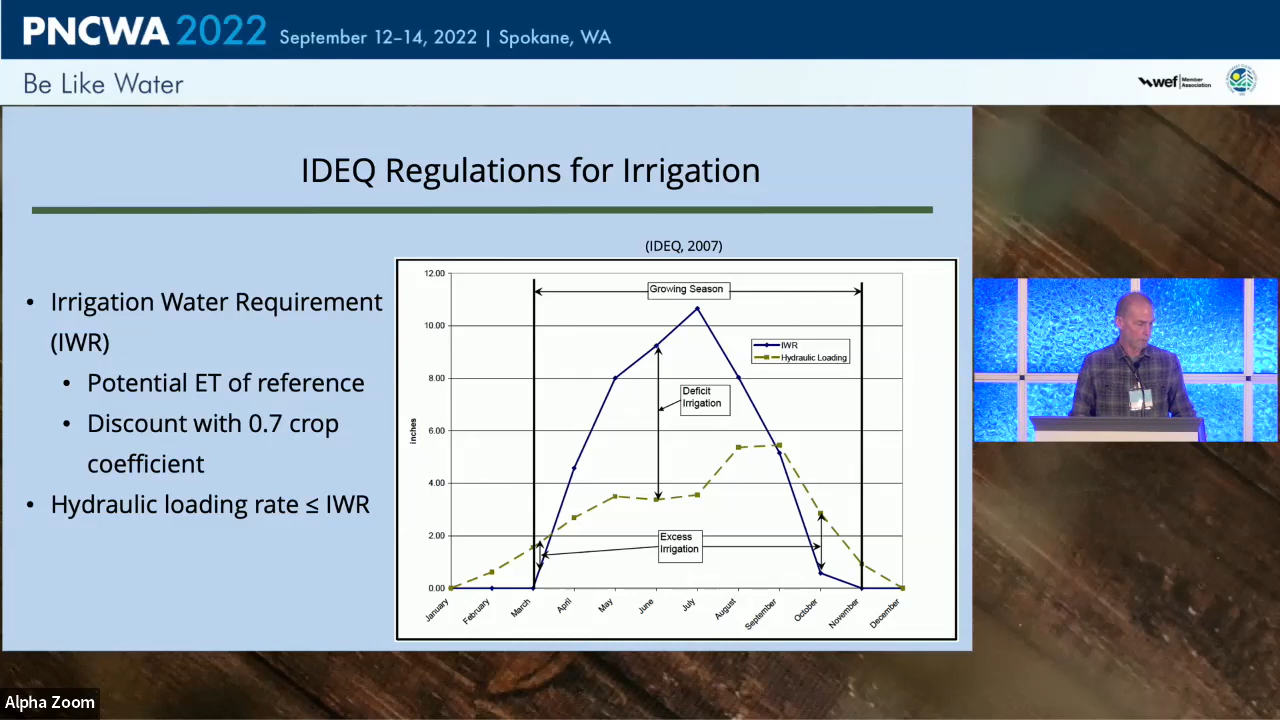 PNCWA 2022 September 12–14, 2022 | Spokane, WA
Be Like Water
wef Member Association
IDEQ Regulations for Irrigation
(IDEQ, 2007)
• Irrigation Water Requirement
(IWR)
• Potential ET of reference
• Discount with 0.7 crop
coefficient
• Hydraulic loading rate ≤ IWR
12.00
10.00
8.00
6.00
4.00
2.00
0.00
inches
Growing Season
IWR
Hydraulic Loading
Deficit
Irrigation
Excess
Irrigation
January
February
March
April
May
June
July
August
September
October
November
December
Alpha Zoom